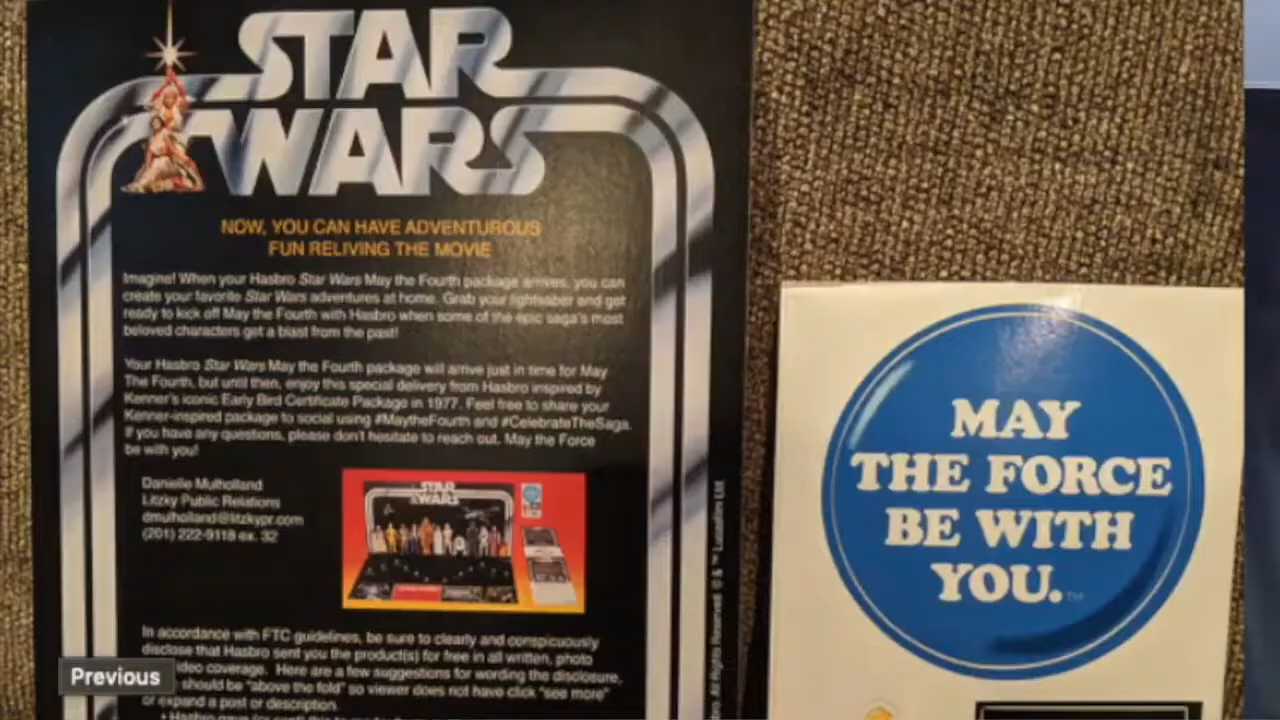 STAR
WARS
NOW, YOU CAN HAVE ADVENTUROUS
FUN RELIVING THE MOVIE
Imagine! When your Hasbro Star Wars May the Fourth package arrives, you can
create your favorite Star Wars adventures at home. Grab your lightsaber and get
ready to kick off May the Fourth with Hasbro when some of the epic saga's most
beloved characters get a blast from the past!
Your Hasbro Star Wars May the Fourth package will arrive just in time for May
The Fourth, but until then, enjoy this special delivery from Hasbro inspired by
Kenner's iconic Early Bird Certificate Package in 1977. Feel free to share your
Kenner-inspired package to social using #MaytheFourth and #CelebrateTheSaga.
If you have any questions, please don't hesitate to reach out. May the Force
be with you!
Danielle Mulholland
Litzky Public Relations
dmulholland@litzkypr.com
(201) 222-9118 ex. 32
STAR
WARS
In accordance with FTC guidelines, be sure to clearly and conspicuously
disclose that Hasbro sent you the product(s) for free in all written, photo
ideo coverage. Here are a few suggestions for wording the disclosure,
should be "above the fold" so viewer does not have click "see more"
or expand a post or description.
Previous
All Rights Reserved © & ™ Lucasfilm Ltd
MAY
THE FORCE
BE WITH
YOU.™